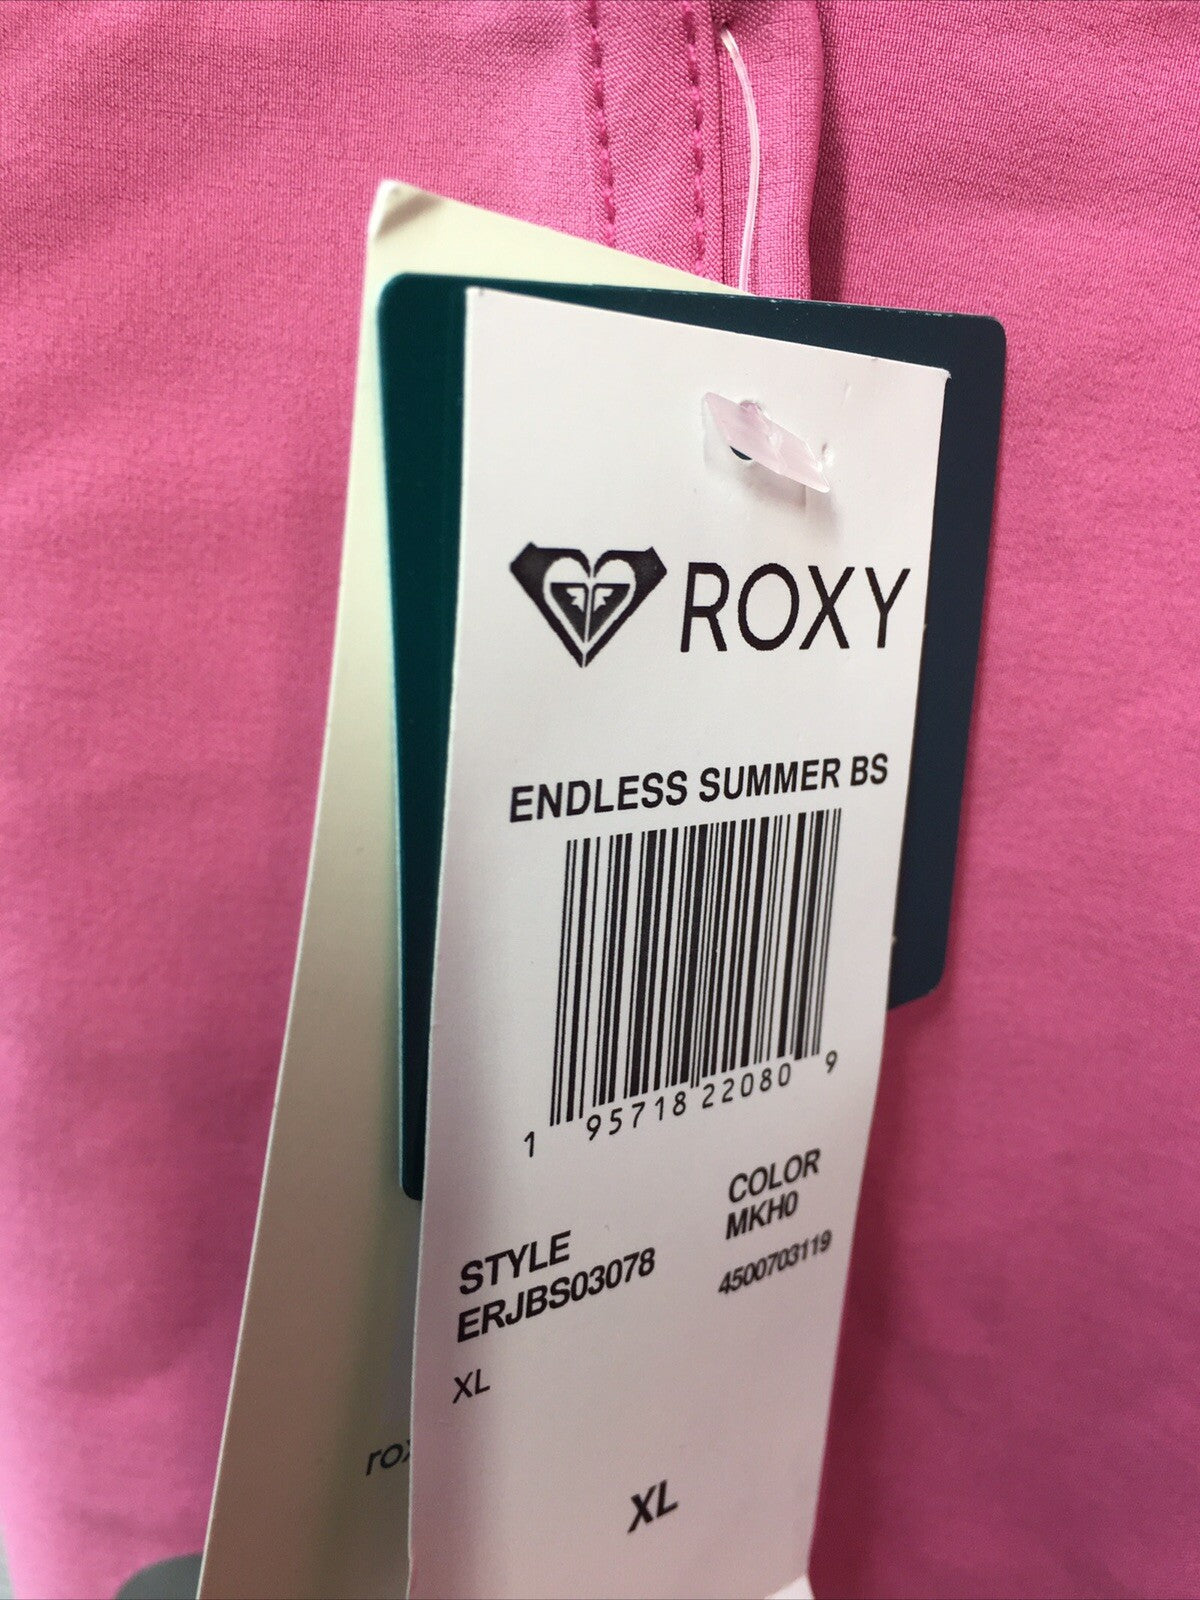 ROXY
ENDLESS SUMMER BS
1 95718 22080 9
COLOR
MKH0
4500703119
STYLE
ERJBS03078
XL
XL